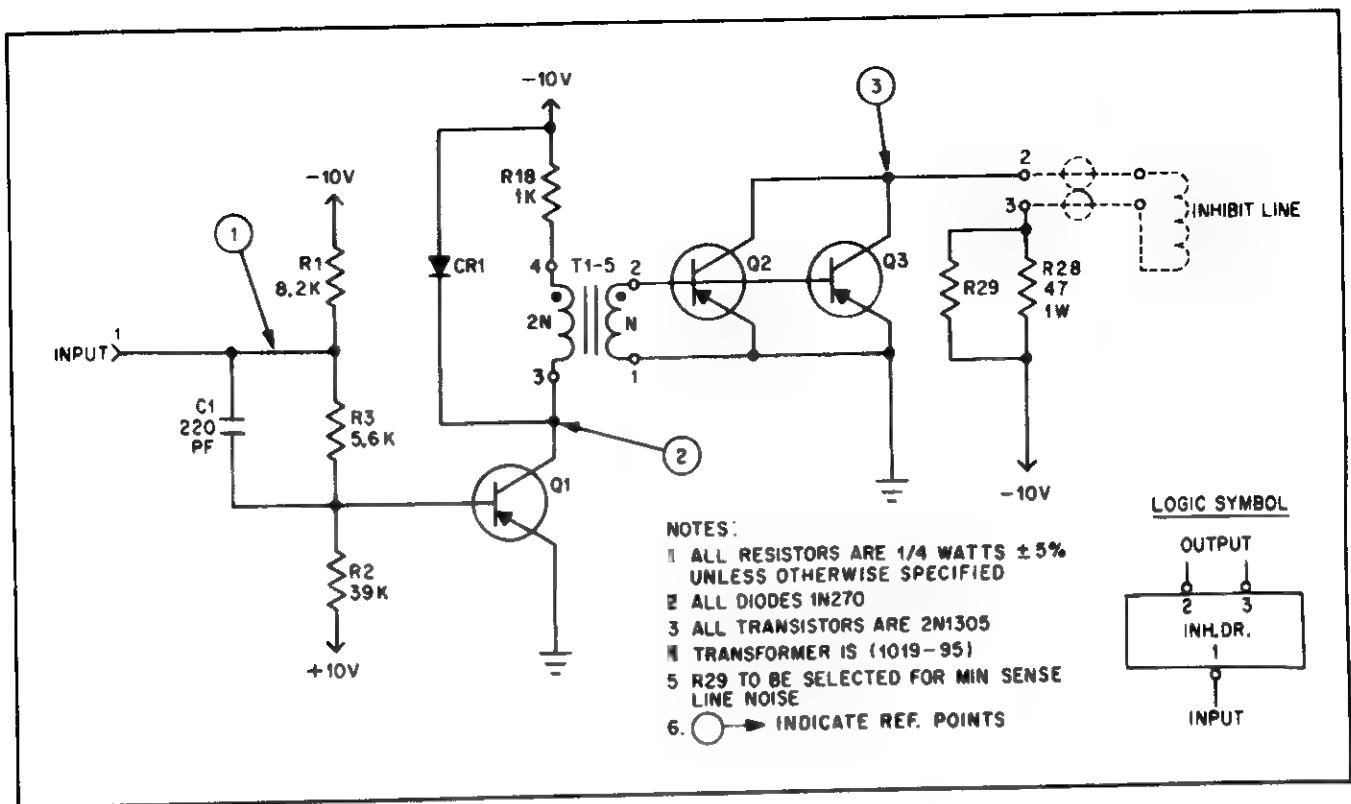 -10V
3
-10V
R18
1K
2
-10V
3
INHIBIT LINE
1
CR1
4
T1-5
2
Q2
Q3
R1
8.2K
R29
R28
47
1W
2N
N
INPUT
1
3
1
C1
220
PF
R3
5.6K
2
Q1
-10V
R2
39K
+10V
NOTES:
1 ALL RESISTORS ARE 1/4 WATTS ±5%
UNLESS OTHERWISE SPECIFIED
2 ALL DIODES 1N270
3 ALL TRANSISTORS ARE 2N1305
4 TRANSFORMER IS (1019-95)
5 R29 TO BE SELECTED FOR MIN SENSE
LINE NOISE
6. INDICATE REF. POINTS
LOGIC SYMBOL
OUTPUT
2 3
INH.DR.
1
INPUT